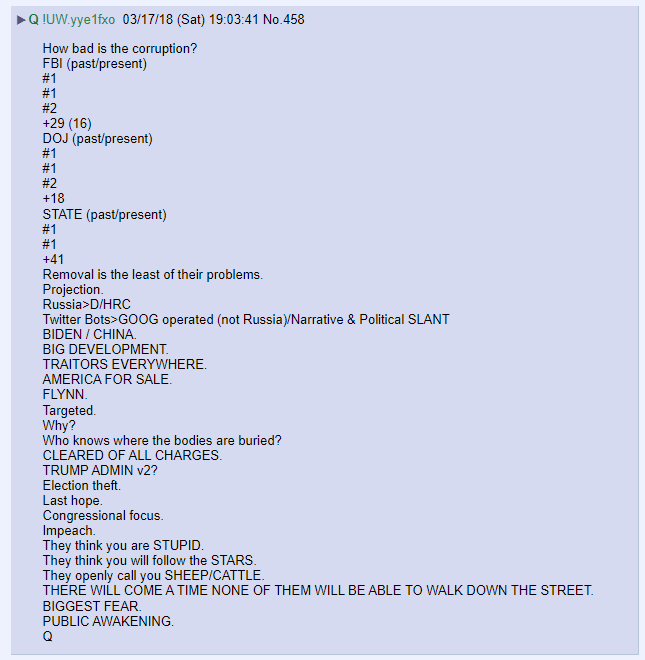 ▶Q !UW.yye1fxo 03/17/18 (Sat) 19:03:41 No.458
How bad is the corruption?
FBI (past/present)
#1
#1
#2
+29 (16)
DOJ (past/present)
#1
#1
#2
+18
STATE (past/present)
#1
#1
+41
Removal is the least of their problems.
Projection.
Russia>D/HRC
Twitter Bots>GOOG operated (not Russia)/Narrative & Political SLANT
BIDEN / CHINA.
BIG DEVELOPMENT.
TRAITORS EVERYWHERE.
AMERICA FOR SALE.
FLYNN.
Targeted.
Why?
Who knows where the bodies are buried?
CLEARED OF ALL CHARGES.
TRUMP ADMIN v2?
Election theft.
Last hope.
Congressional focus.
Impeach.
They think you are STUPID.
They think you will follow the STARS.
They openly call you SHEEP/CATTLE.
THERE WILL COME A TIME NONE OF THEM WILL BE ABLE TO WALK DOWN THE STREET.
BIGGEST FEAR.
PUBLIC AWAKENING.
Q